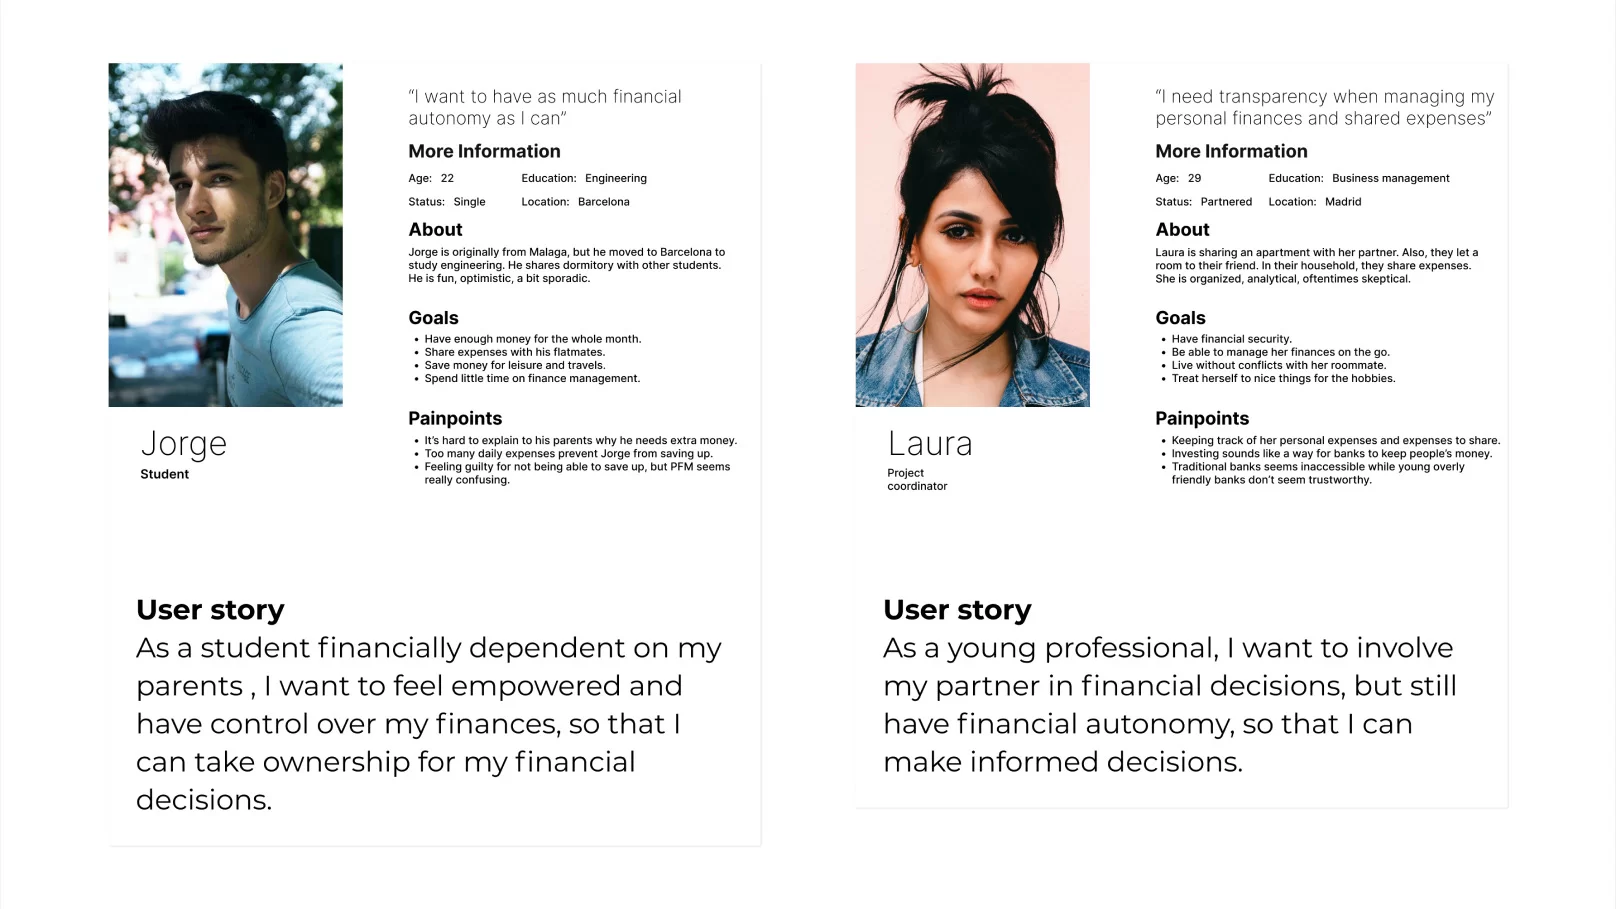 “I want to have as much financial
autonomy as I can”
More Information
Age: 22 Education: Engineering
Status: Single Location: Barcelona
About
Jorge is originally from Malaga, but he moved to Barcelona to
study engineering. He shares dormitory with other students.
He is fun, optimistic, a bit sporadic.
Goals
• Have enough money for the whole month.
• Share expenses with his flatmates.
• Save money for leisure and travels.
• Spend little time on finance management.
Painpoints
• It’s hard to explain to his parents why he needs extra money.
• Too many daily expenses prevent Jorge from saving up.
• Feeling guilty for not being able to save up, but PFM seems
really confusing.
Jorge
Student
User story
As a student financially dependent on my
parents , I want to feel empowered and
have control over my finances, so that I
can take ownership for my financial
decisions.
“I need transparency when managing my
personal finances and shared expenses”
More Information
Age: 29 Education: Business management
Status: Partnered Location: Madrid
About
Laura is sharing an apartment with her partner. Also, they let a
room to their friend. In their household, they share expenses.
She is organized, analytical, oftentimes skeptical.
Goals
• Have financial security.
• Be able to manage her finances on the go.
• Live without conflicts with her roommate.
• Treat herself to nice things for the hobbies.
Painpoints
• Keeping track of her personal expenses and expenses to share.
• Investing sounds like a way for banks to keep people’s money.
• Traditional banks seems inaccessible while young overly
friendly banks don’t seem trustworthy.
Laura
Project
coordinator
User story
As a young professional, I want to involve
my partner in financial decisions, but still
have financial autonomy, so that I can
make informed decisions.